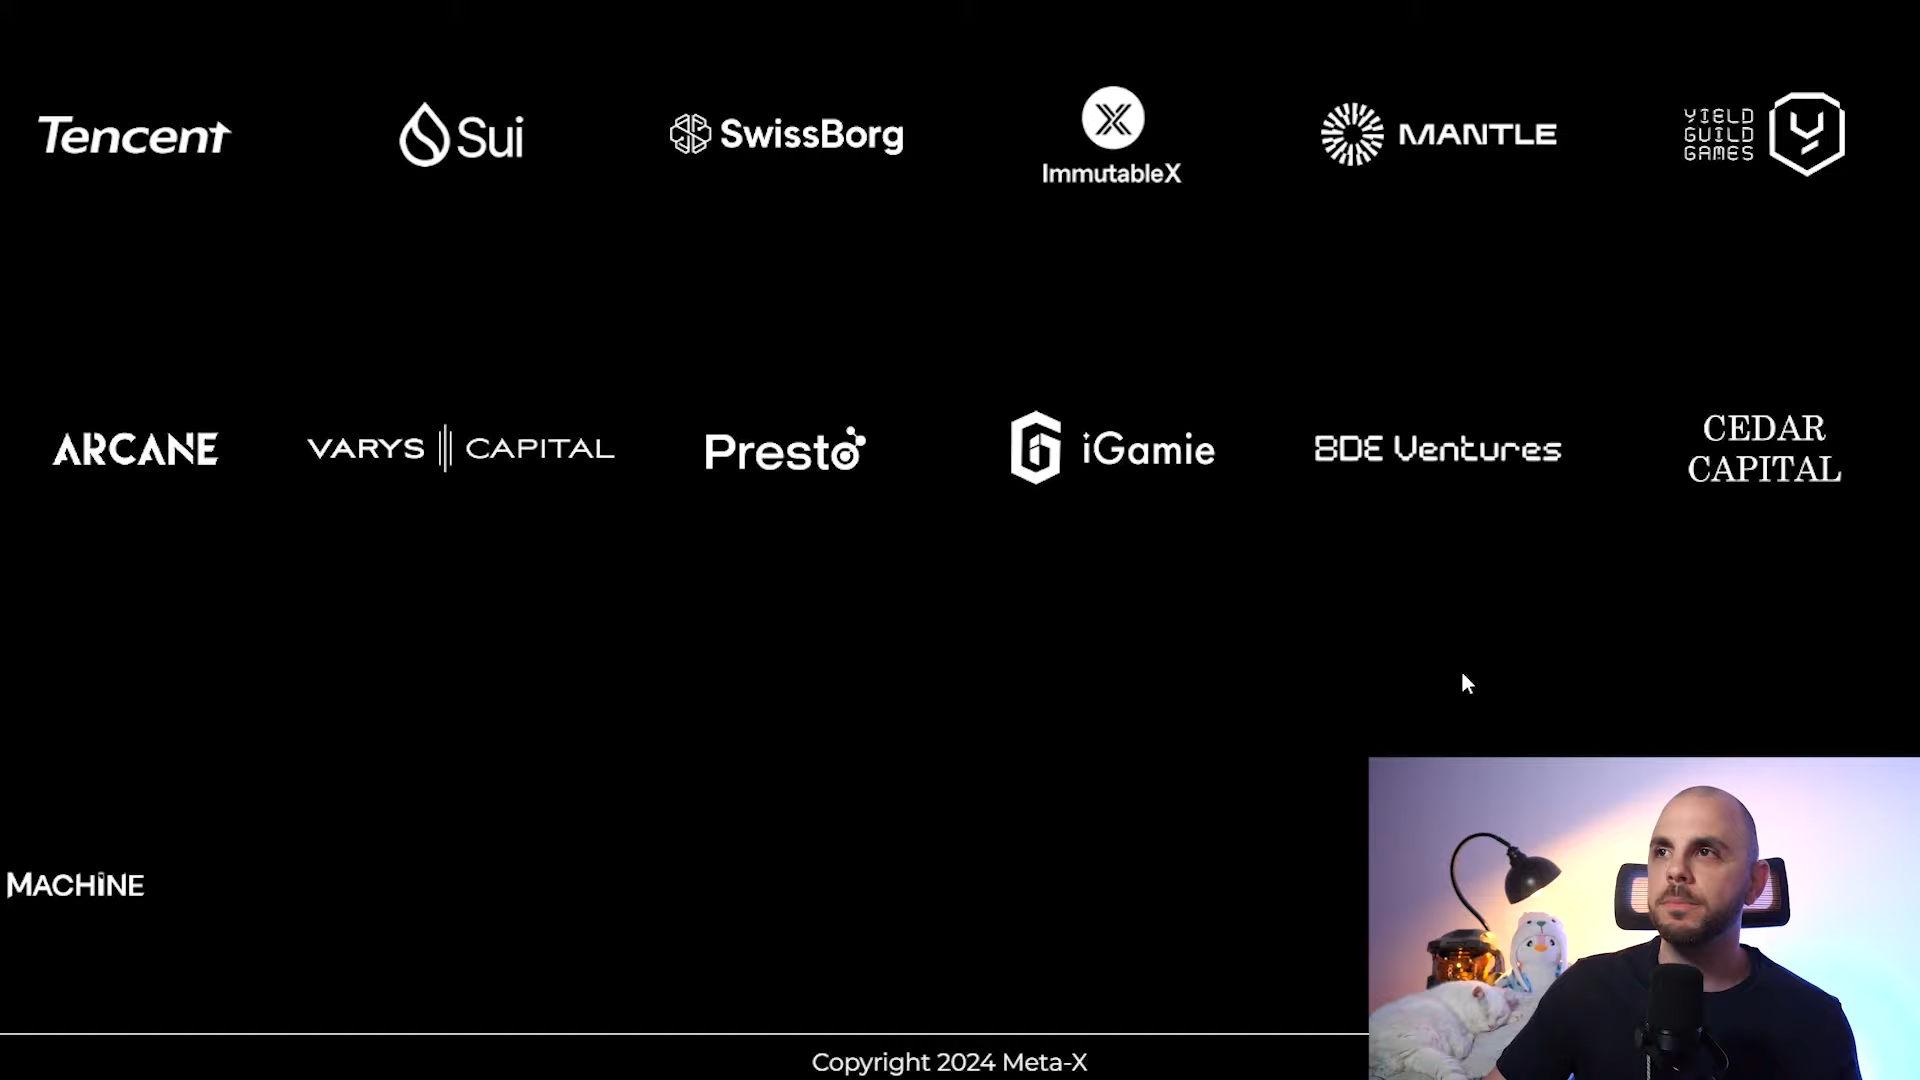 Tencent
Sui
SwissBorg
ImmutableX
MANTLE
YIELD
GUILD
GAMES
ARCANE
VARYS CAPITAL
Presto
iGamie
BDE Ventures
CEDAR
CAPITAL
MACHINE
Copyright 2024 Meta-X